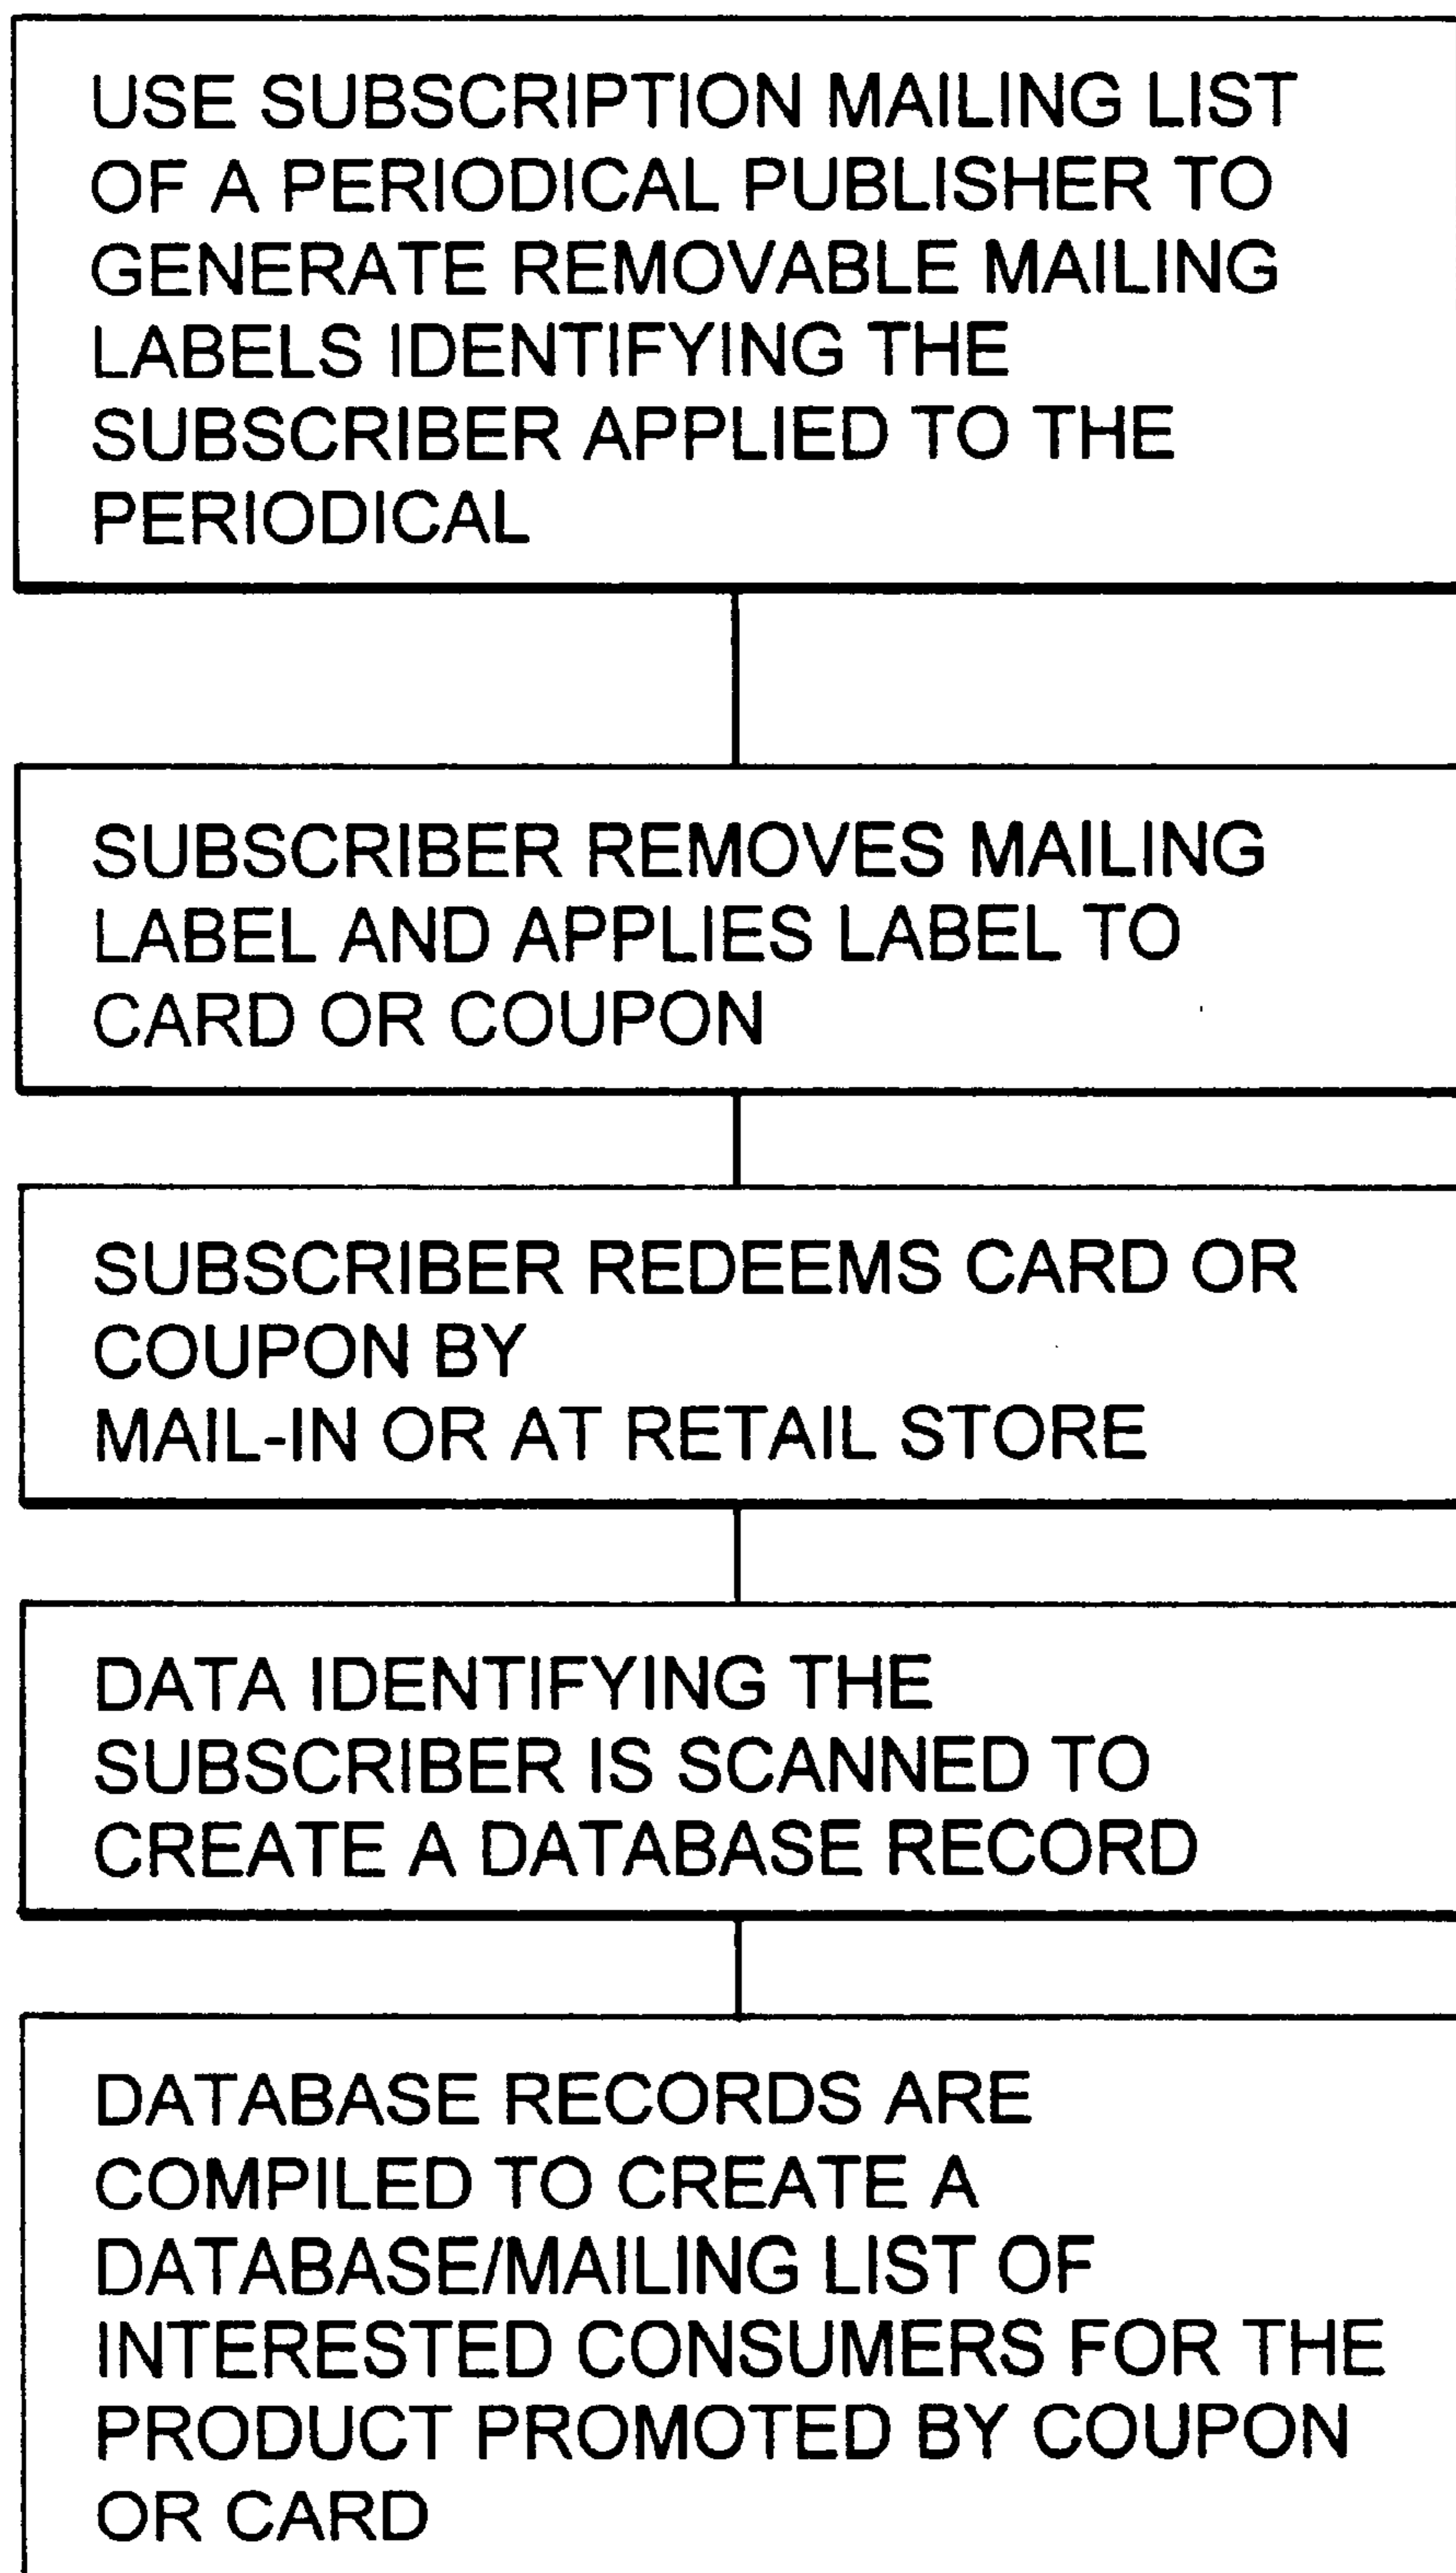 USE SUBSCRIPTION MAILING LIST
OF A PERIODICAL PUBLISHER TO
GENERATE REMOVABLE MAILING
LABELS IDENTIFYING THE
SUBSCRIBER APPLIED TO THE
PERIODICAL
SUBSCRIBER REMOVES MAILING
LABEL AND APPLIES LABEL TO
CARD OR COUPON
SUBSCRIBER REDEEMS CARD OR
COUPON BY
MAIL-IN OR AT RETAIL STORE
DATA IDENTIFYING THE
SUBSCRIBER IS SCANNED TO
CREATE A DATABASE RECORD
DATABASE RECORDS ARE
COMPILED TO CREATE A
DATABASE/MAILING LIST OF
INTERESTED CONSUMERS FOR THE
PRODUCT PROMOTED BY COUPON
OR CARD